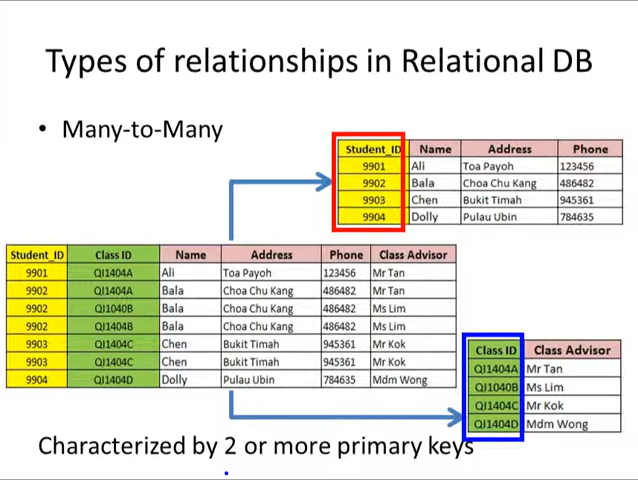 Types of relationships in Relational DB
• Many-to-Many
Student_ID Name Address Phone
9901 Ali Toa Payoh 123456
9902 Bala Choa Chu Kang 486482
9903 Chen Bukit Timah 945361
9904 Dolly Pulau Ubin 784635
Student_ID Class ID Name Address Phone Class Advisor
9901 QI1404A Ali Toa Payoh 123456 Mr Tan
9902 QI1404A Bala Choa Chu Kang 486482 Mr Tan
9902 QI1040B Bala Choa Chu Kang 486482 Ms Lim
9902 QI1404B Bala Choa Chu Kang 486482 Ms Lim
9903 QI1404C Chen Bukit Timah 945361 Mr Kok
9903 QI1404C Chen Bukit Timah 945361 Mr Kok
9904 QI1404D Dolly Pulau Ubin 784635 Mdm Wong
Class ID Class Advisor
QI1404A Mr Tan
QI1040B Ms Lim
QI1404C Mr Kok
QI1404D Mdm Wong
Characterized by 2 or more primary keys